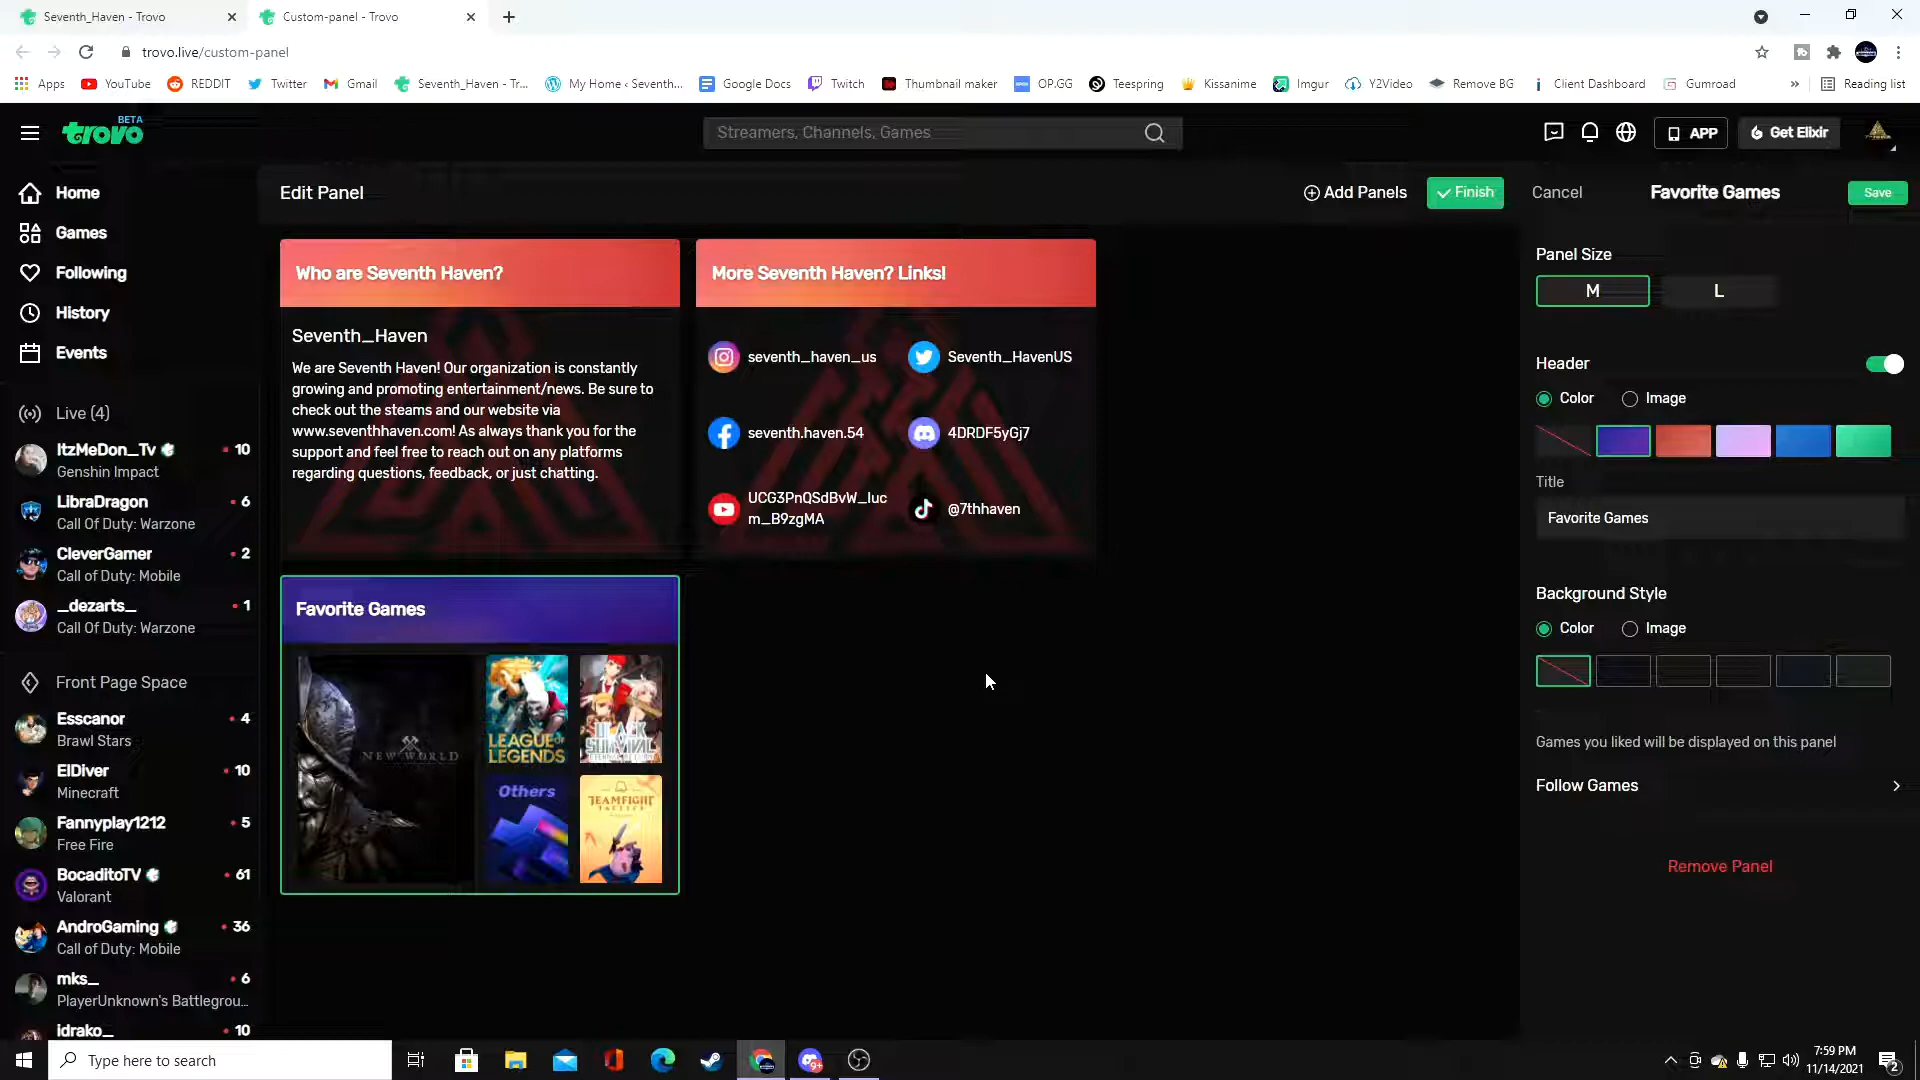 Seventh_Haven - Trovo
Custom-panel - Trovo
trovo.live/custom-panel
Apps
YouTube
REDDIT
Twitter
Gmail
Seventh_Haven - Tr...
My Home ‹ Seventh...
Google Docs
Twitch
Thumbnail maker
OP.GG
Teespring
Kissanime
Imgur
Y2Video
Remove BG
Client Dashboard
Gumroad
»
Reading list
trovo
BETA
Streamers, Channels, Games
APP
Get Elixir
Home
Games
Following
History
Events
Live (4)
ItzMeDon_Tv
10
Genshin Impact
LibraDragon
6
Call Of Duty: Warzone
CleverGamer
2
Call of Duty: Mobile
_dezarts_
1
Call Of Duty: Warzone
Front Page Space
Esscanor
4
Brawl Stars
ElDiver
10
Minecraft
Fannyplay1212
5
Free Fire
BocaditoTV
61
Valorant
AndroGaming
36
Call of Duty: Mobile
mks_
6
PlayerUnknown's Battlegrou...
idrako_
10
Edit Panel
Add Panels
Finish
Who are Seventh Haven?
Seventh_Haven
We are Seventh Haven! Our organization is constantly
growing and promoting entertainment/news. Be sure to
check out the steams and our website via
www.seventhhaven.com! As always thank you for the
support and feel free to reach out on any platforms
regarding questions, feedback, or just chatting.
More Seventh Haven? Links!
seventh_haven_us
Seventh_HavenUS
seventh.haven.54
4DRDF5yGj7
UCG3PnQSdBvW_Iuc
m_B9zgMA
@7thhaven
Favorite Games
NEW WORLD
LEAGUE OF
LEGENDS
BLACK
SURVIVAL
Others
TEAMFIGHT
TACTICS
Cancel
Favorite Games
Save
Panel Size
M
L
Header
Color
Image
Title
Favorite Games
Background Style
Color
Image
Games you liked will be displayed on this panel
Follow Games
Remove Panel
Type here to search
9+
7:59 PM
11/14/2021
2